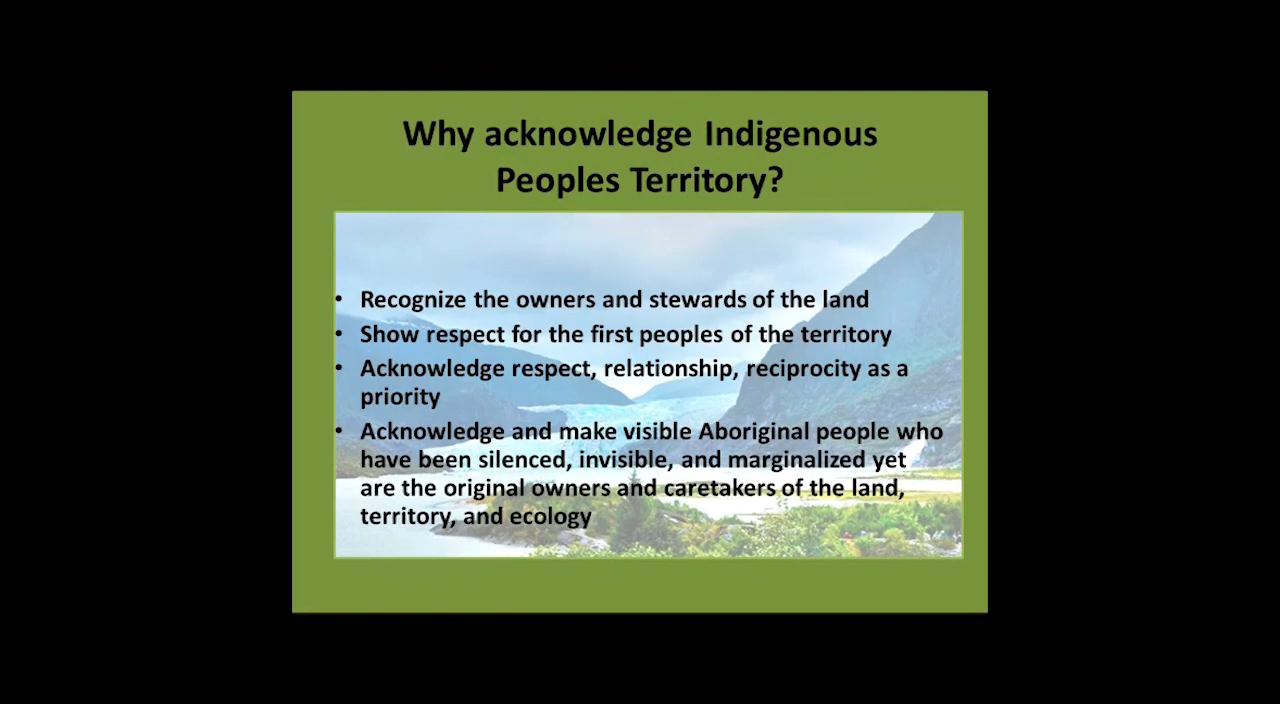 Why acknowledge Indigenous
Peoples Territory?
• Recognize the owners and stewards of the land
• Show respect for the first peoples of the territory
• Acknowledge respect, relationship, reciprocity as a
priority
• Acknowledge and make visible Aboriginal people who
have been silenced, invisible, and marginalized yet
are the original owners and caretakers of the land,
territory, and ecology